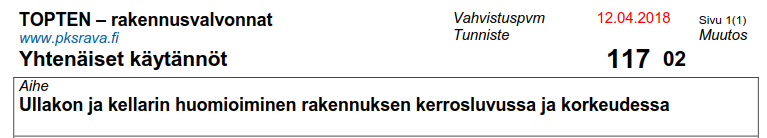 TOPTEN – rakennusvalvonnat Vahvistuspvm 12.04.2018 Sivu 1(1)
www.pksrava.fi Tunniste Muutos
Yhtenäiset käytännöt 117 02
Aihe
Ullakon ja kellarin huomioiminen rakennuksen kerrosluvussa ja korkeudessa